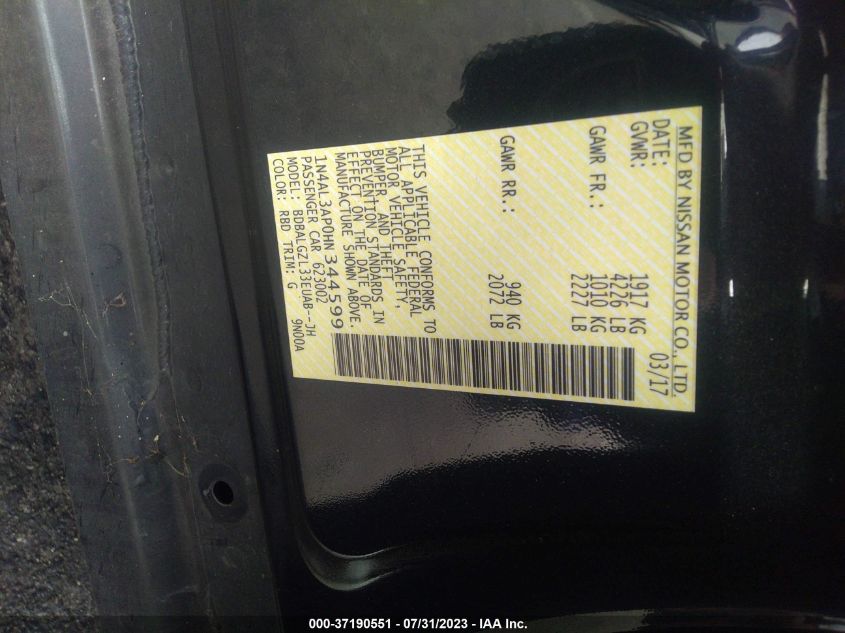 MFD BY NISSAN MOTOR CO., LTD.
DATE: 03/17
GVWR: 1917 KG
4226 LB
GAWR FR.: 1010 KG
2227 LB
GAWR RR.: 940 KG
2072 LB
THIS VEHICLE CONFORMS TO
ALL APPLICABLE FEDERAL
MOTOR VEHICLE SAFETY,
BUMPER, AND THEFT
PREVENTION STANDARDS IN
EFFECT ON THE DATE OF
MANUFACTURE SHOWN ABOVE.
1N4AL3AP0HN344599
PASSENGER CAR 623002
MODEL: BDBALGZL33EUAB--JH
COLOR: RBD TRIM: G 9N00A
000-37190551 - 07/31/2023 - IAA Inc.